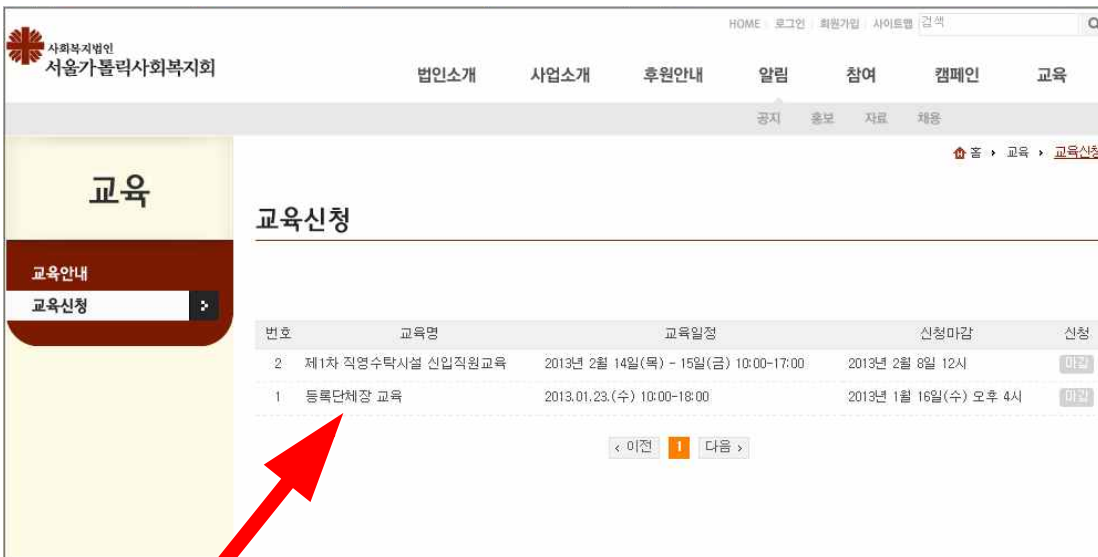 HOME 로그인 회원가입 사이트맵 검색
사회복지법인
서울가톨릭사회복지회
법인소개 사업소개 후원안내 알림 참여 캠페인 교육
공지 홍보 자료 채용
홈 › 교육 › 교육신청
교육
교육신청
교육안내
교육신청
번호 교육명 교육일정 신청마감 신청
2 제1차 직영수탁시설 신입직원교육 2013년 2월 14일(목) - 15일(금) 10:00-17:00 2013년 2월 8일 12시 마감
1 등록단체장 교육 2013.01.23.(수) 10:00-18:00 2013년 1월 16일(수) 오후 4시 마감
‹ 이전 1 다음 ›